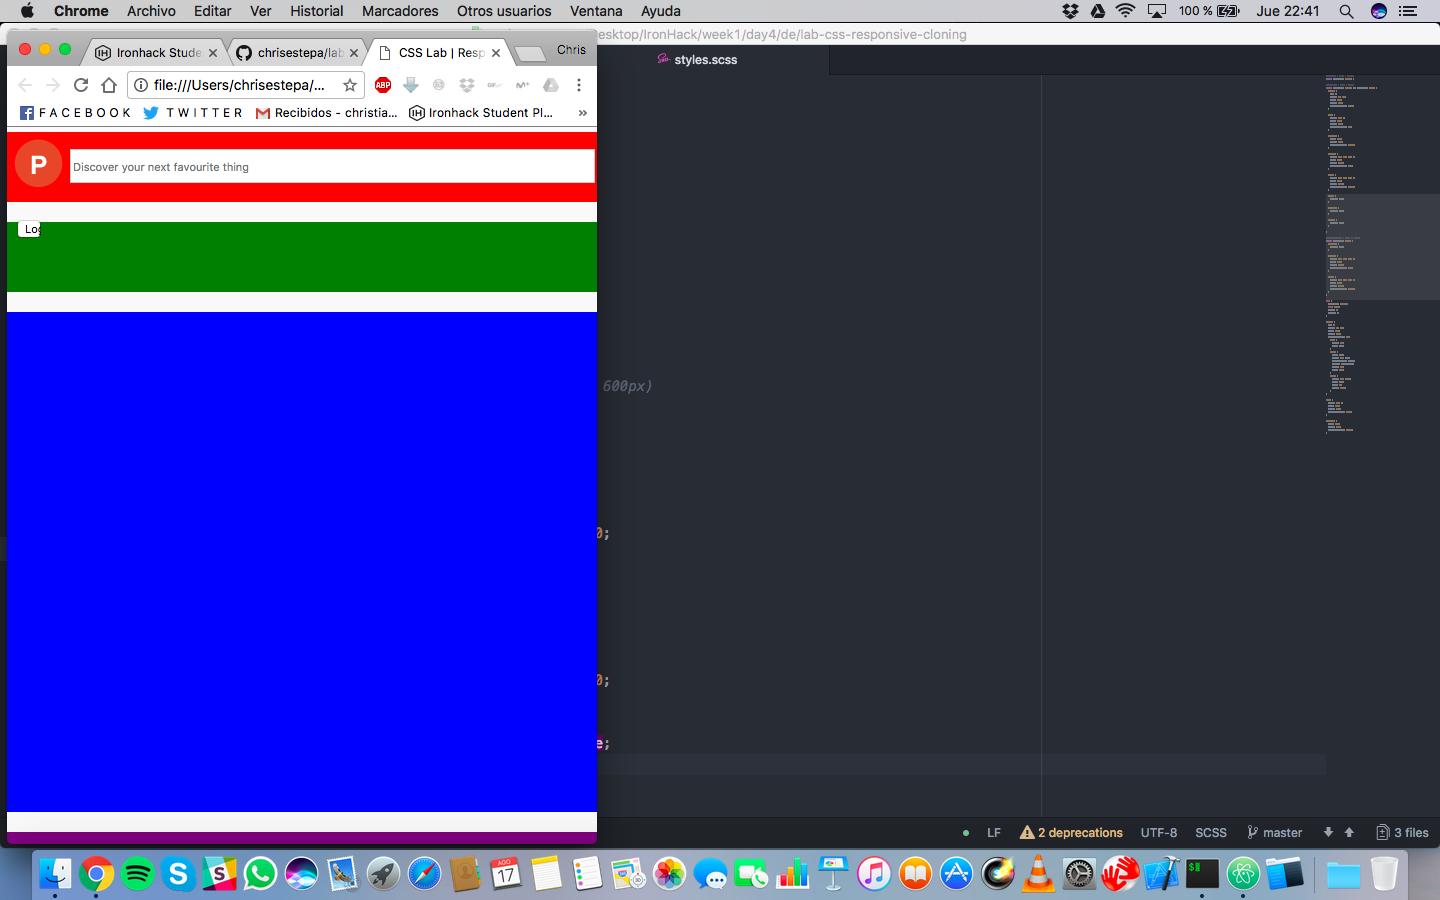 Chrome Archivo Editar Ver Historial Marcadores Otros usuarios Ventana Ayuda 100 % Jue 22:41
esktop/IronHack/week1/day4/de/lab-css-responsive-cloning
Ironhack Stude chrisestepa/lab CSS Lab | Resp Chris
styles.scss
file:///Users/chrisestepa/... ABP
F A C E B O O K T W I T T E R Recibidos - christia... Ironhack Student Pl... »
P Discover your next favourite thing
Log
600px)
0;
0;
e;
LF 2 deprecations UTF-8 SCSS master 3 files
AGO
17